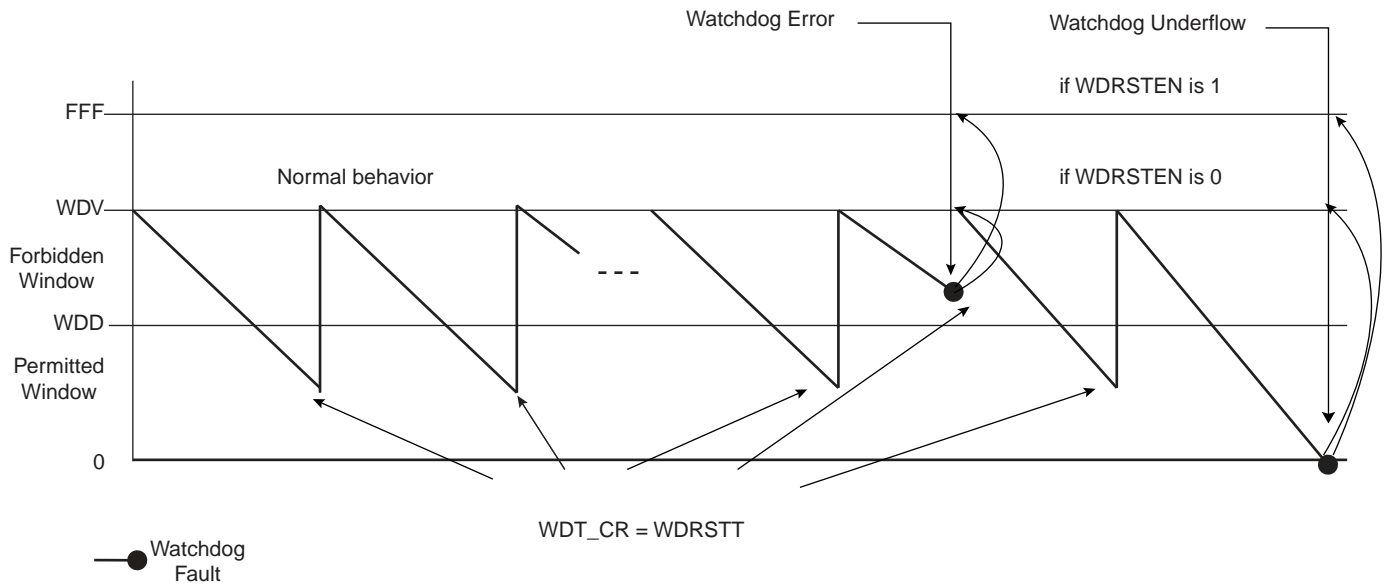 Watchdog Error
Watchdog Underflow
if WDRSTEN is 1
FFF
Normal behavior
if WDRSTEN is 0
WDV
Forbidden
Window
WDD
Permitted
Window
0
WDT_CR = WDRSTT
Watchdog
Fault